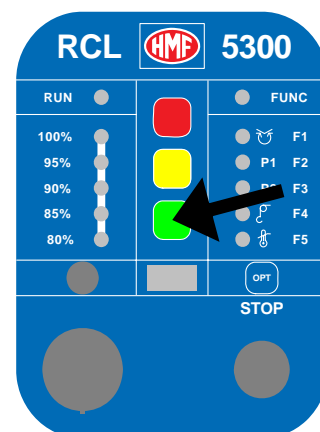 RCL HMF 5300
RUN FUNC
100% F1
95% P1 F2
90% F3
85% F4
80% F5
OPT
STOP